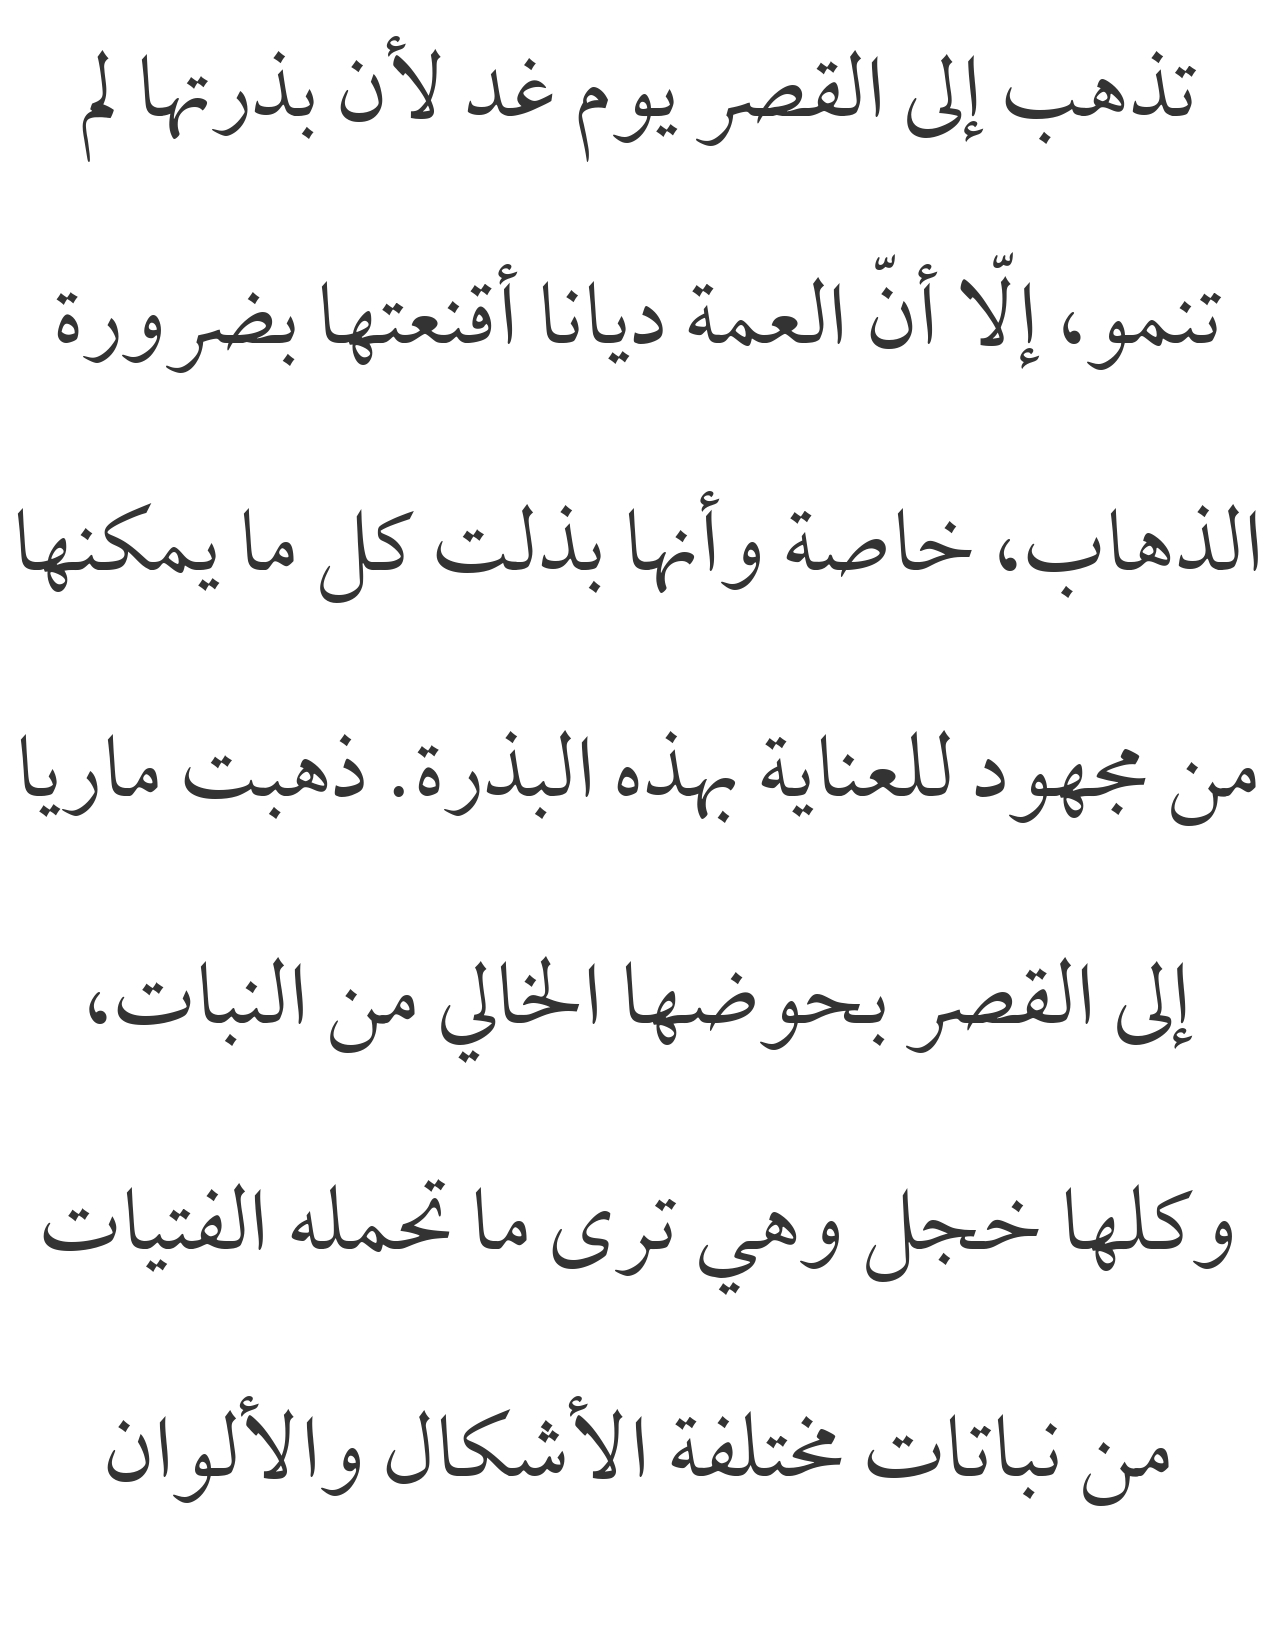 تذهب إلى القصر يوم غد لأن بذرتها لم
تنمو، إلّا أنّ العمة ديانا أقنعتها بضرورة
الذهاب، خاصة وأنها بذلت كل ما يمكنها
من مجهود للعناية بهذه البذرة. ذهبت ماريا
إلى القصر بحوضها الخالي من النبات،
وكلها خجل وهي ترى ما تحمله الفتيات
من نباتات مختلفة الأشكال والألوان